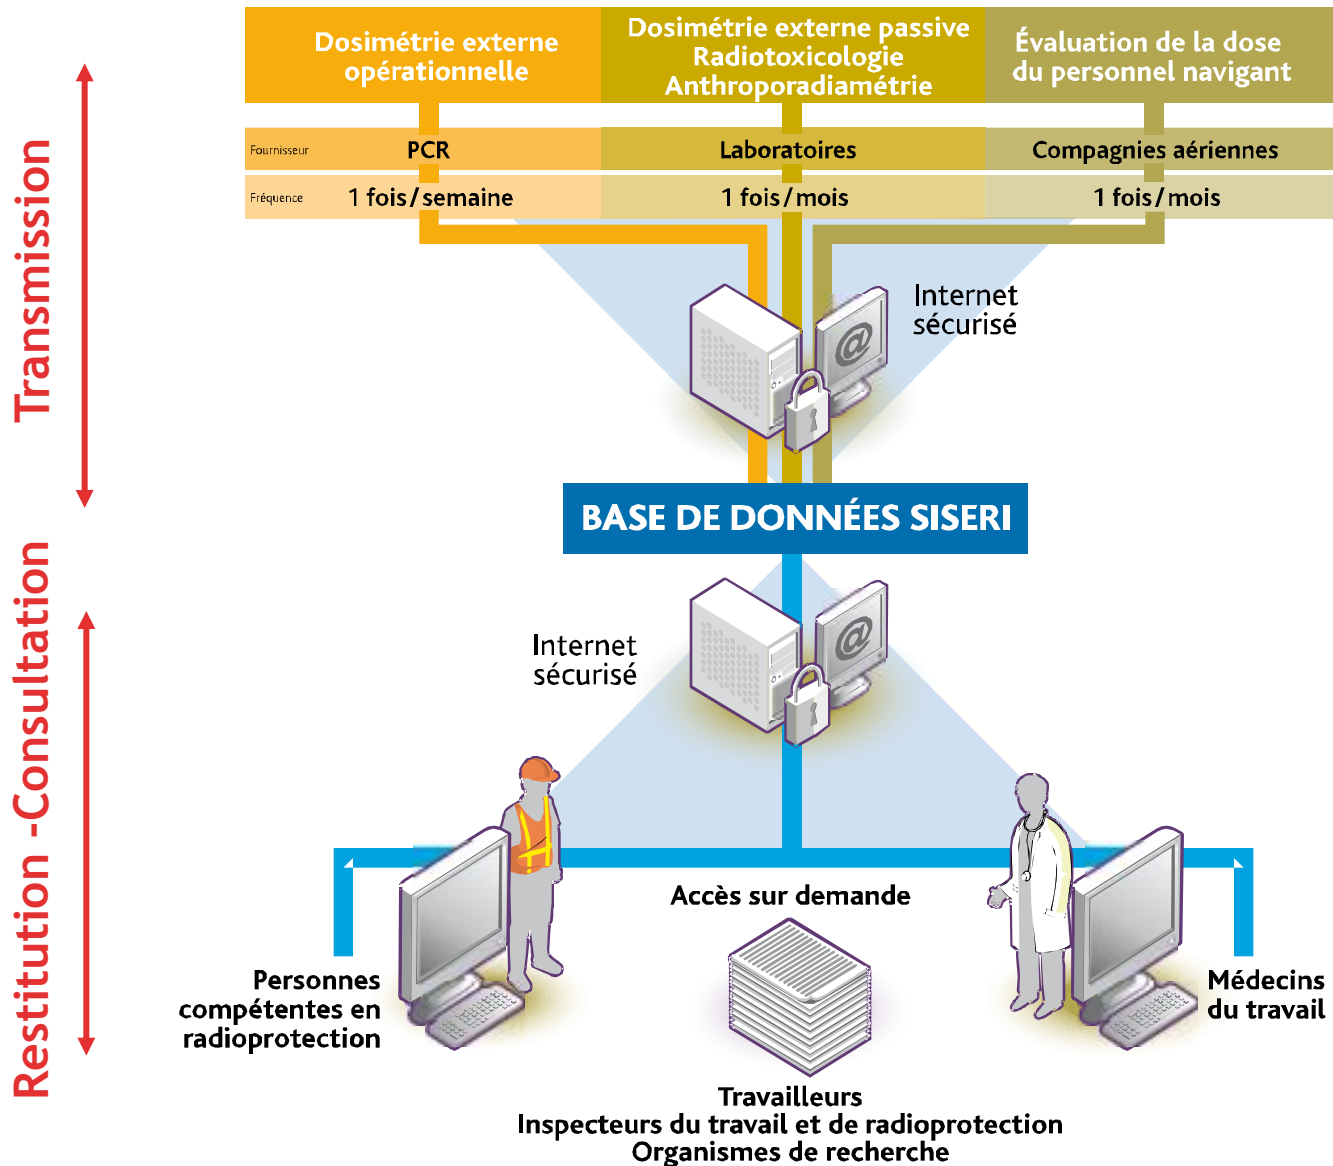 Dosimétrie externe
opérationnelle
Dosimétrie externe passive
Radiotoxicologie
Anthroporadiamétrie
Évaluation de la dose
du personnel navigant
Fournisseur
PCR
Laboratoires
Compagnies aériennes
Fréquence
1 fois/semaine
1 fois/mois
1 fois/mois
Transmission
Internet
sécurisé
@
BASE DE DONNÉES SISERI
Restitution -Consultation
Internet
sécurisé
@
Accès sur demande
Personnes
compétentes en
radioprotection
Médecins
du travail
Travailleurs
Inspecteurs du travail et de radioprotection
Organismes de recherche